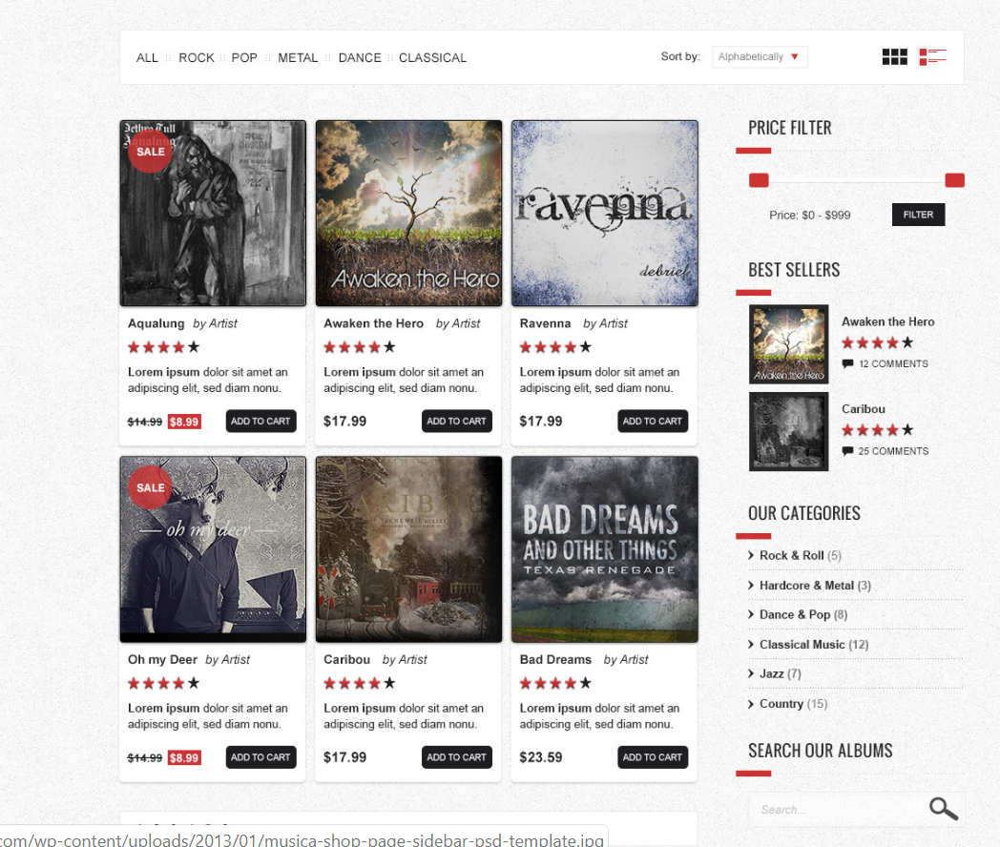 ALL ROCK POP METAL DANCE CLASSICAL
Sort by: Alphabetically
Jethro Tull
Aqualung
SALE
Awaken the Hero
ravenna
debrief
Aqualung by Artist
Lorem ipsum dolor sit amet an
adipiscing elit, sed diam nonu.
$14.99 $8.99 ADD TO CART
Awaken the Hero by Artist
Lorem ipsum dolor sit amet an
adipiscing elit, sed diam nonu.
$17.99 ADD TO CART
Ravenna by Artist
Lorem ipsum dolor sit amet an
adipiscing elit, sed diam nonu.
$17.99 ADD TO CART
SALE
oh my deer
CARIBOU
BAD DREAMS
AND OTHER THINGS
TEXAS RENEGADE
Oh my Deer by Artist
Lorem ipsum dolor sit amet an
adipiscing elit, sed diam nonu.
$14.99 $8.99 ADD TO CART
Caribou by Artist
Lorem ipsum dolor sit amet an
adipiscing elit, sed diam nonu.
$17.99 ADD TO CART
Bad Dreams by Artist
Lorem ipsum dolor sit amet an
adipiscing elit, sed diam nonu.
$23.59 ADD TO CART
PRICE FILTER
Price: $0 - $999 FILTER
BEST SELLERS
Awaken the Hero
Awaken the Hero
12 COMMENTS
Caribou
25 COMMENTS
OUR CATEGORIES
Rock & Roll (5)
Hardcore & Metal (3)
Dance & Pop (8)
Classical Music (12)
Jazz (7)
Country (15)
SEARCH OUR ALBUMS
Search...
com/wp-content/uploads/2013/01/musica-shop-page-sidebar-psd-template.jpg